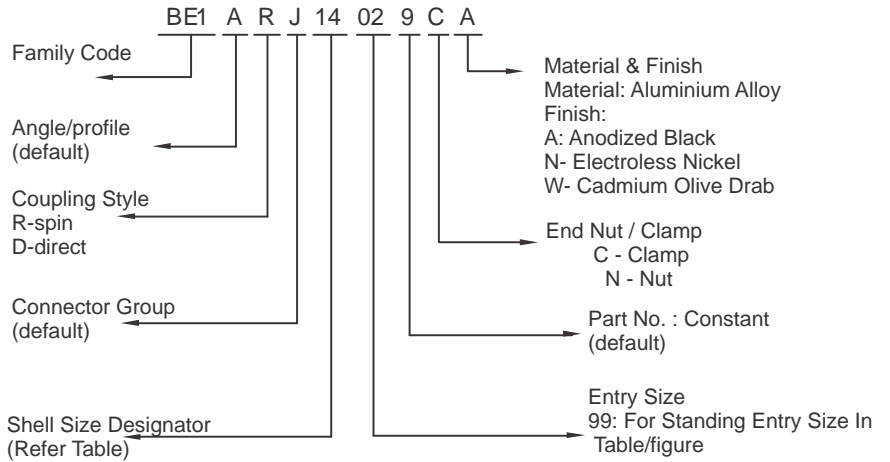 BE1 A R J 14 02 9 C A
Family Code
Angle/profile
(default)
Coupling Style
R-spin
D-direct
Connector Group
(default)
Shell Size Designator
(Refer Table)
Material & Finish
Material: Aluminium Alloy
Finish:
A: Anodized Black
N- Electroless Nickel
W- Cadmium Olive Drab
End Nut / Clamp
C - Clamp
N - Nut
Part No. : Constant
(default)
Entry Size
99: For Standing Entry Size In
Table/figure